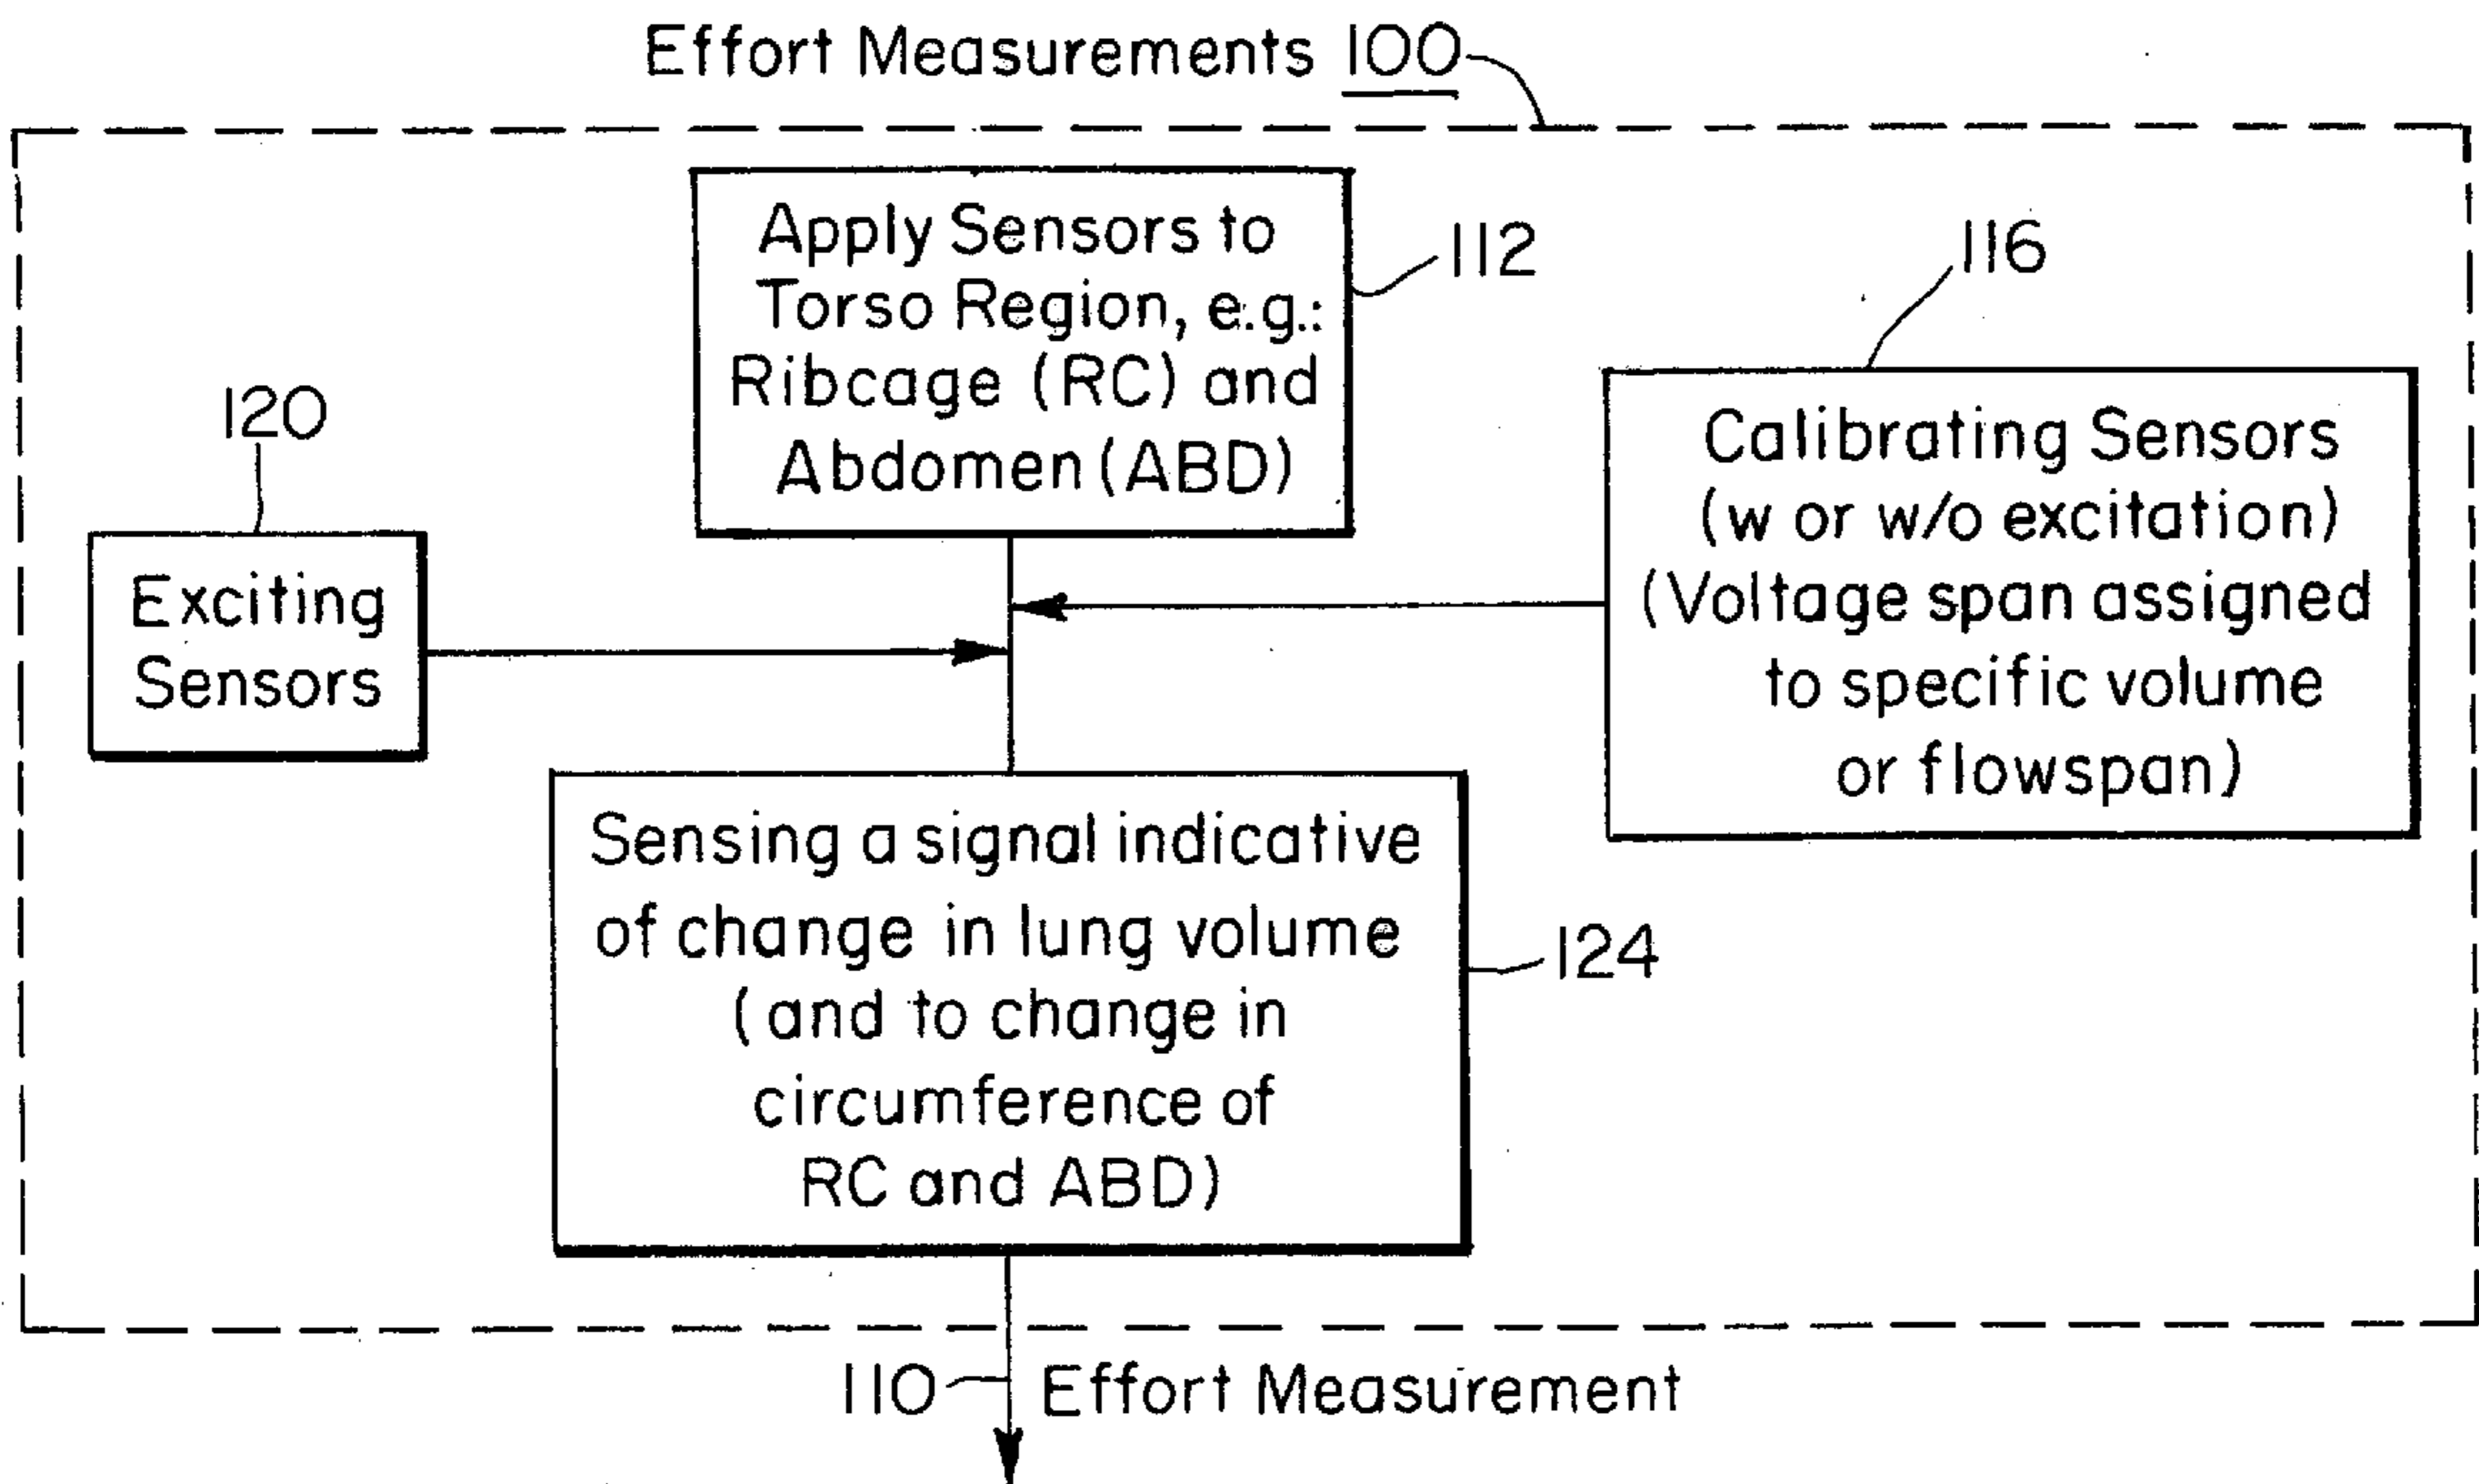 Effort Measurements 100
Apply Sensors to
Torso Region, e.g.:
Ribcage (RC) and
Abdomen (ABD)
112
116
120
Exciting
Sensors
Calibrating Sensors
(w or w/o excitation)
(Voltage span assigned
to specific volume
or flowspan)
Sensing a signal indicative
of change in lung volume
(and to change in
circumference of
RC and ABD)
124
110 Effort Measurement